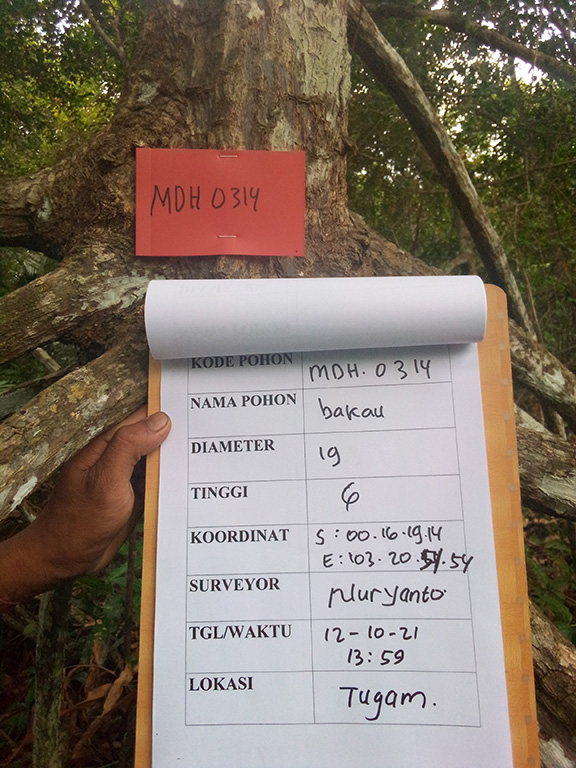 MDH 0314
KODE POHON MDH. 0314
NAMA POHON bakau
DIAMETER 19
TINGGI 6
KOORDINAT S : 00.16.19.14
E : 103.20. .54
SURVEYOR Nuryanto.
TGL/WAKTU 12-10-21
13:59
LOKASI Tugam.